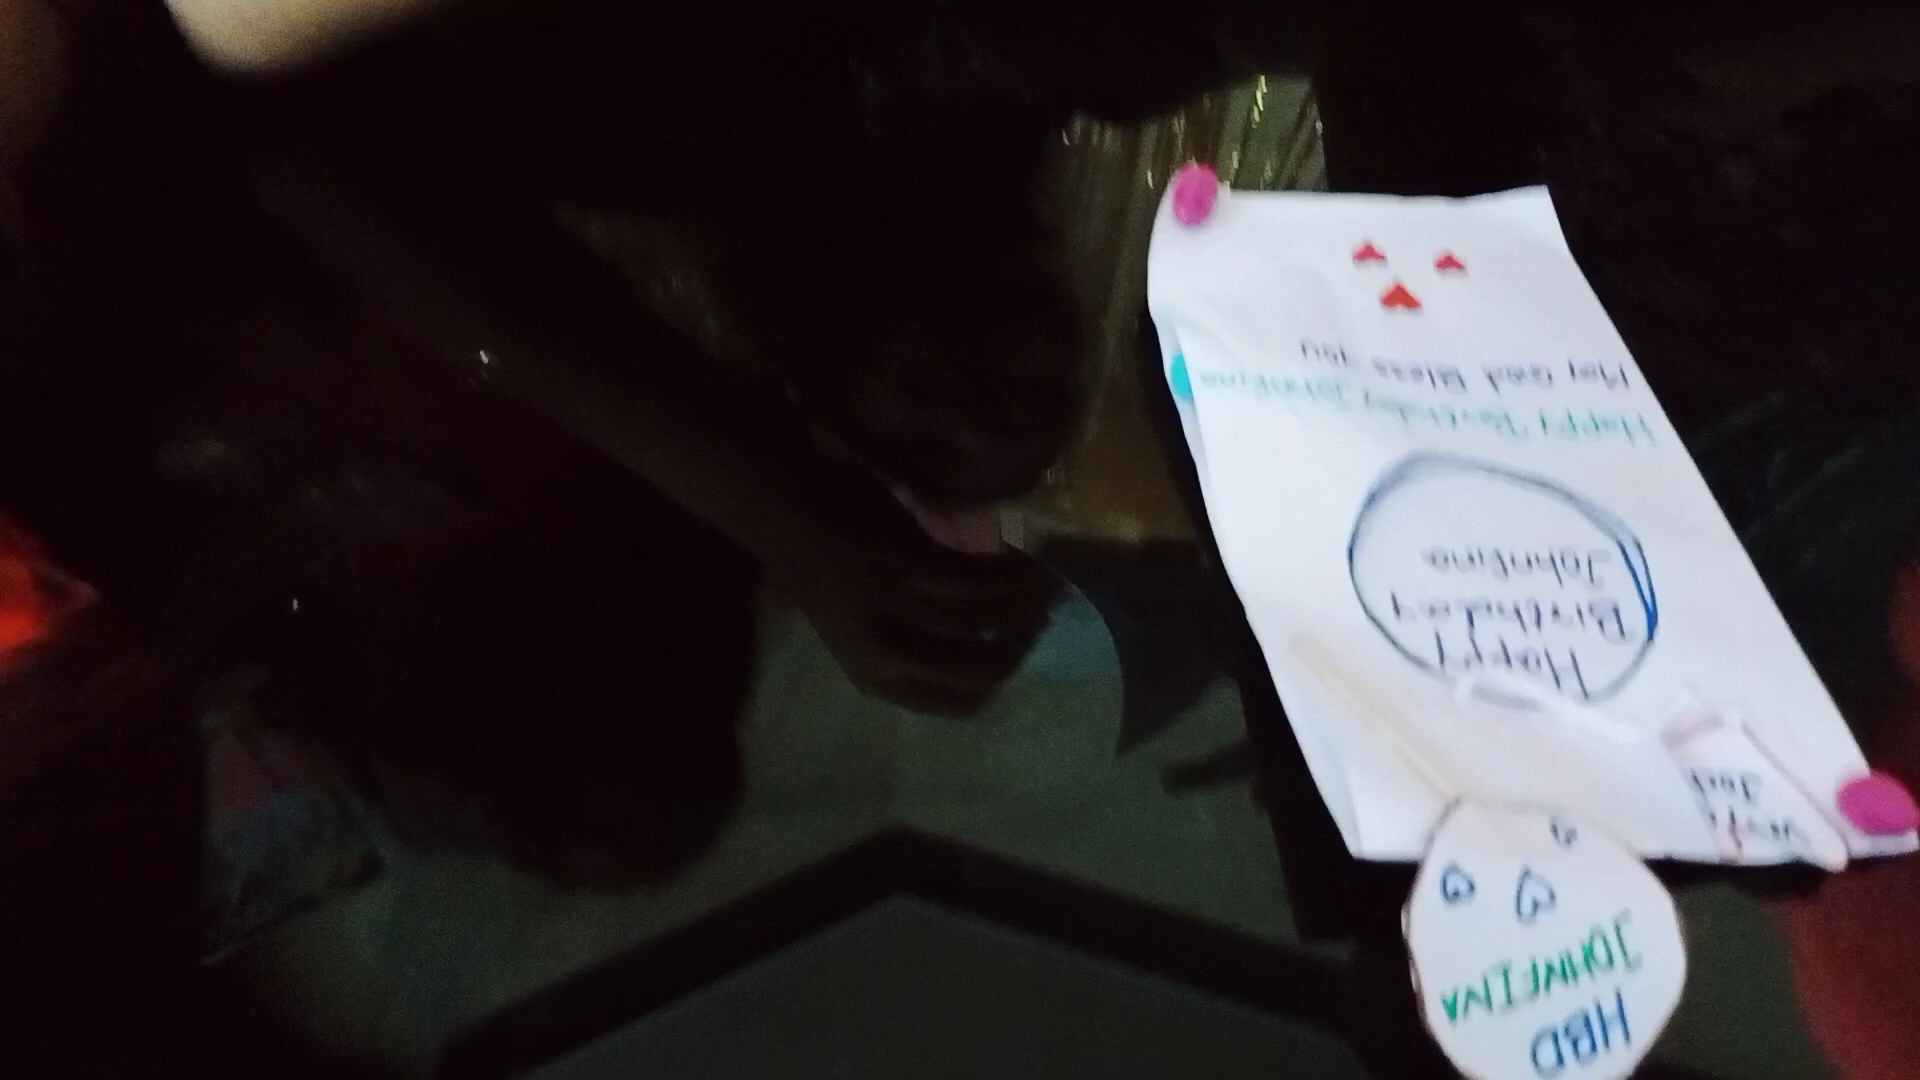 HBD
JOHNFINA
Happy
Birthday
Johnfina
Happy Birthday Johnfina
May God Bless you